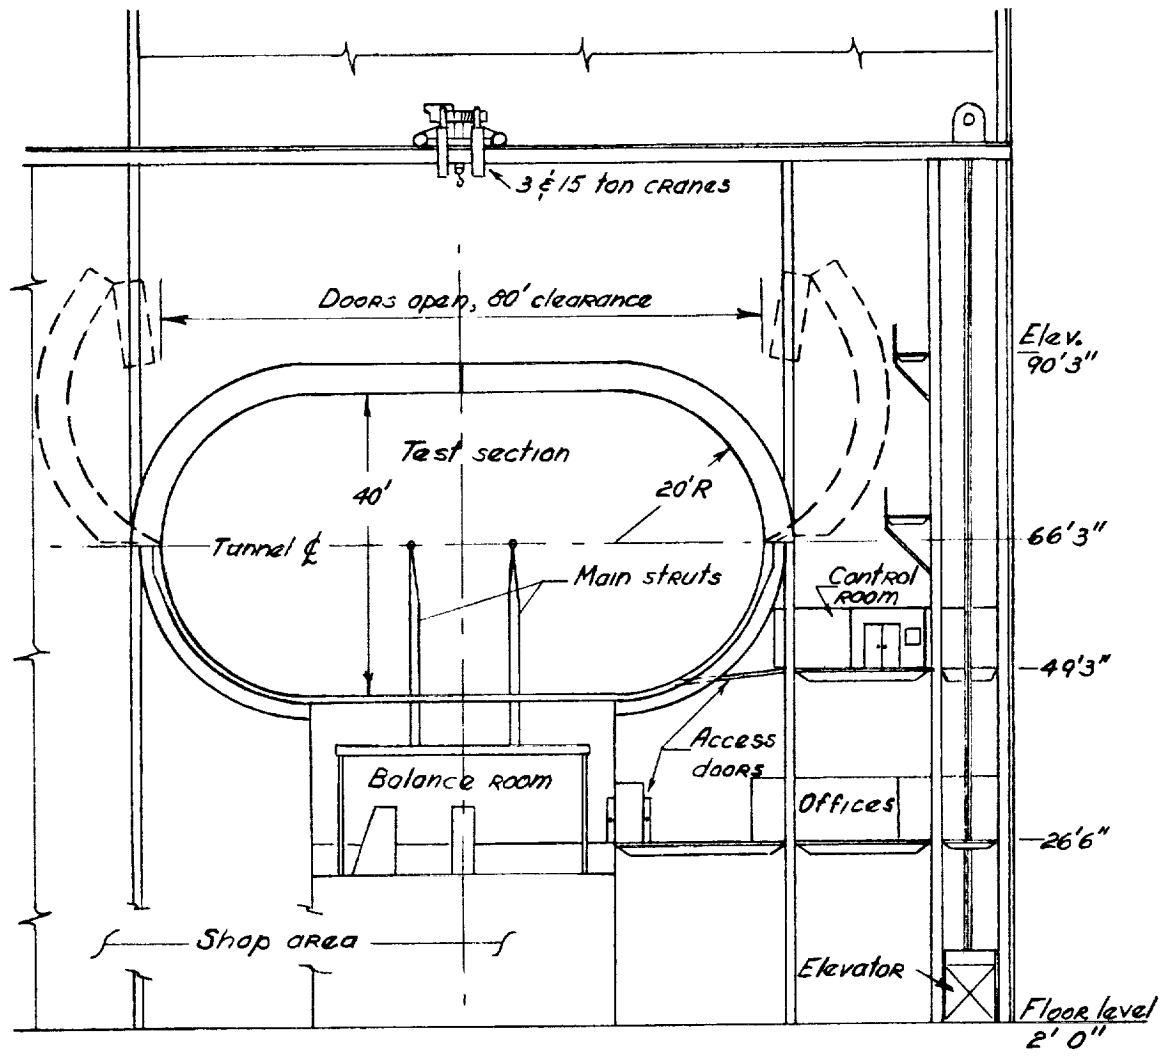 3 & 15 ton cranes
Doors open, 80' clearance
Elev.
90'3"
Test section
40'
20'R
Tunnel ℄
66'3"
Main struts
Control
room
49'3"
Access
doors
Balance room
Offices
26'6"
Shop area
Elevator
Floor level
2' 0"